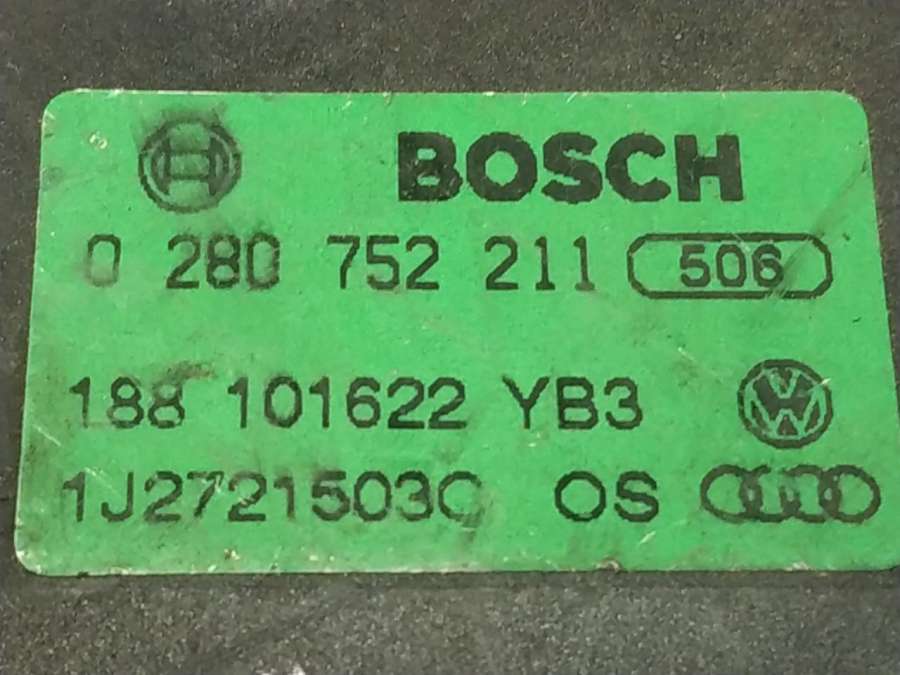 BOSCH
0 280 752 211 506
188 101622 YB3
1J2721503C OS